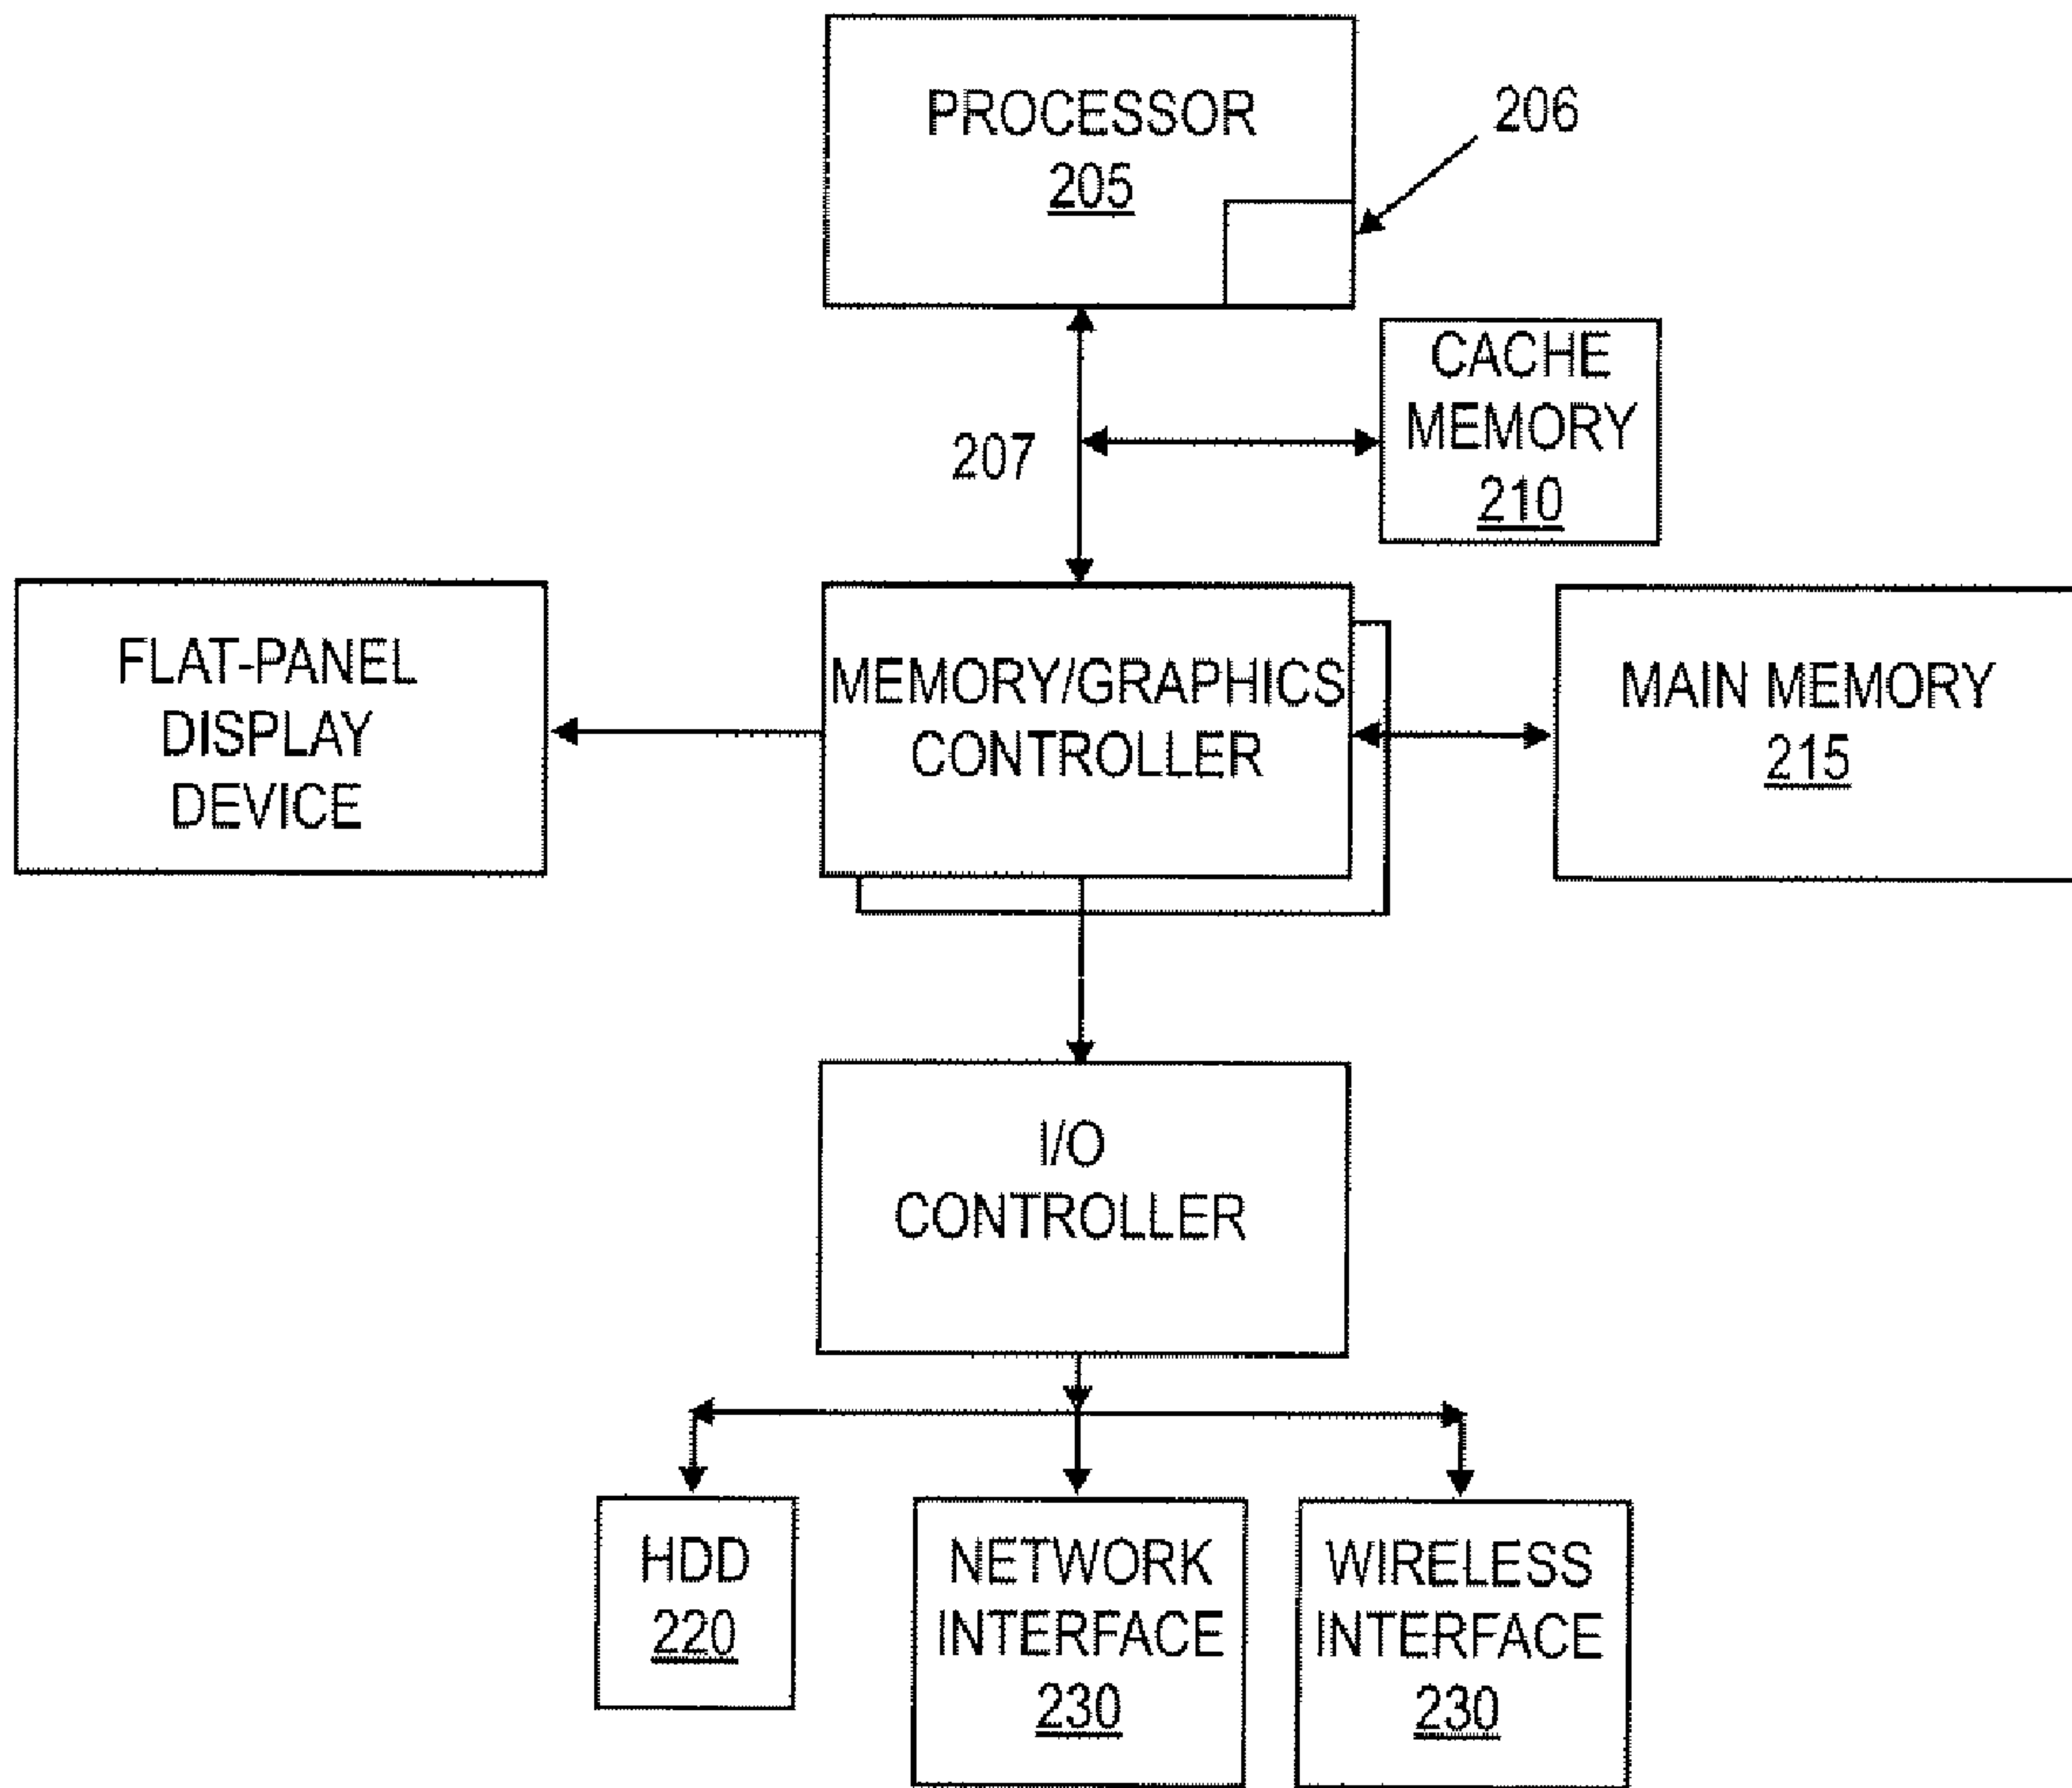 PROCESSOR
205
206
CACHE
MEMORY
210
207
FLAT-PANEL
DISPLAY
DEVICE
MEMORY/GRAPHICS
CONTROLLER
MAIN MEMORY
215
I/O
CONTROLLER
HDD
220
NETWORK
INTERFACE
230
WIRELESS
INTERFACE
230